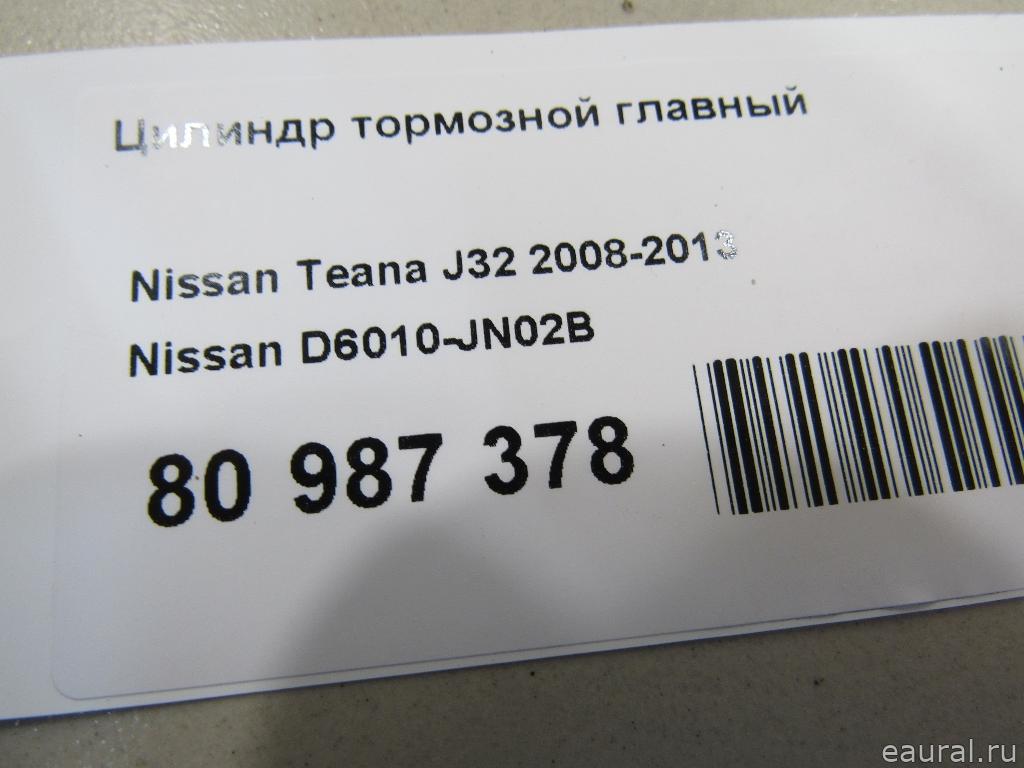 Цилиндр тормозной главный
Nissan Teana J32 2008-2013
Nissan D6010-JN02B
80 987 378
eaural.ru